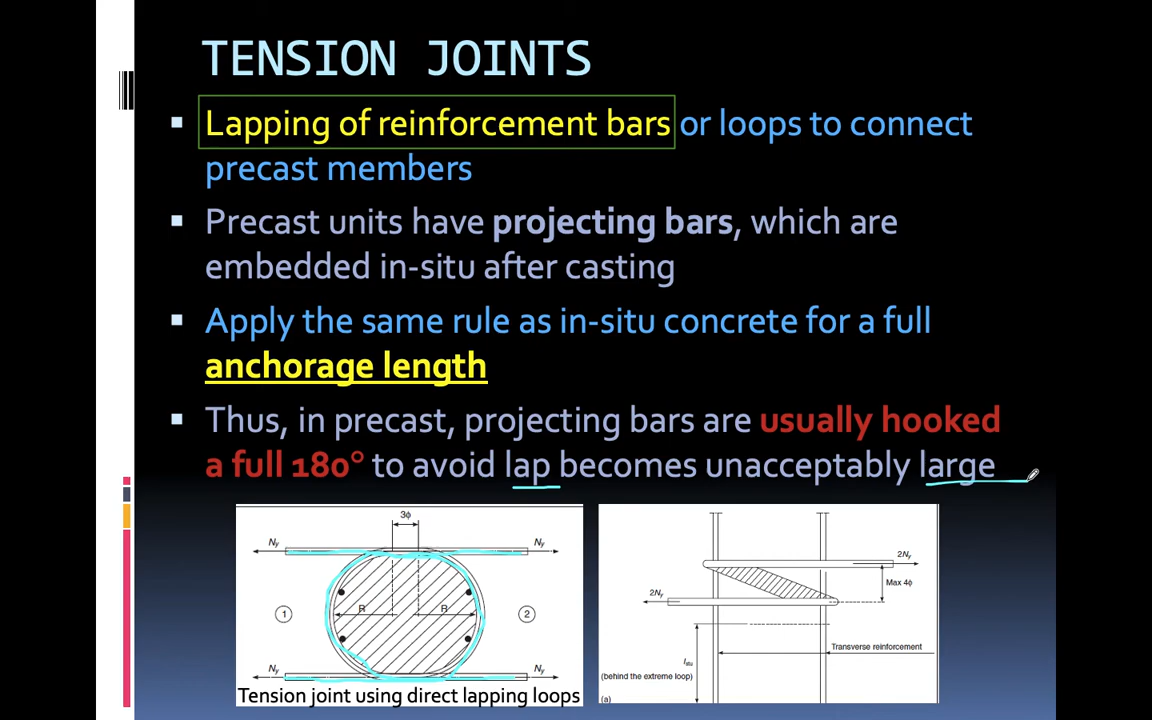 TENSION JOINTS
Lapping of reinforcement bars or loops to connect
precast members
Precast units have projecting bars, which are
embedded in-situ after casting
Apply the same rule as in-situ concrete for a full
anchorage length
Thus, in precast, projecting bars are usually hooked
a full 180° to avoid lap becomes unacceptably large
3ϕ
Ny Ny
R R
1 2
Ny Ny
Tension joint using direct lapping loops
2Ny
Max 4ϕ
2Ny
Transverse reinforcement
(behind the extreme loop)
(a)